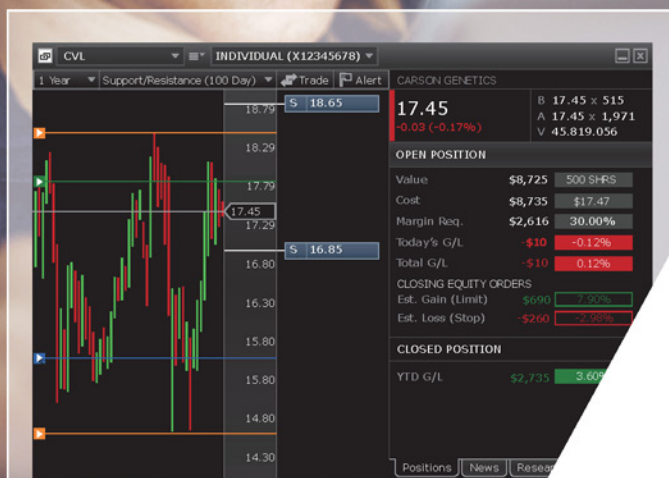 CVL INDIVIDUAL (X12345678)
1 Year Support/Resistance (100 Day) Trade Alert
CARSON GENETICS
18.79
18.29
17.79
17.45
17.29
16.80
16.30
15.80
15.80
14.80
14.30
S 18.65
S 16.85
17.45
-0.03 (-0.17%)
B 17.45 x 515
A 17.45 x 1,971
V 45.819.056
OPEN POSITION
Value $8,725 500 SHRS
Cost $8,735 $17.47
Margin Req. $2,616 30.00%
Today's G/L -$10 -0.12%
Total G/L -$10 0.12%
CLOSING EQUITY ORDERS
Est. Gain (Limit) $690 7.90%
Est. Loss (Stop) -$260 -2.98%
CLOSED POSITION
YTD G/L $2,735 3.60%
Positions News